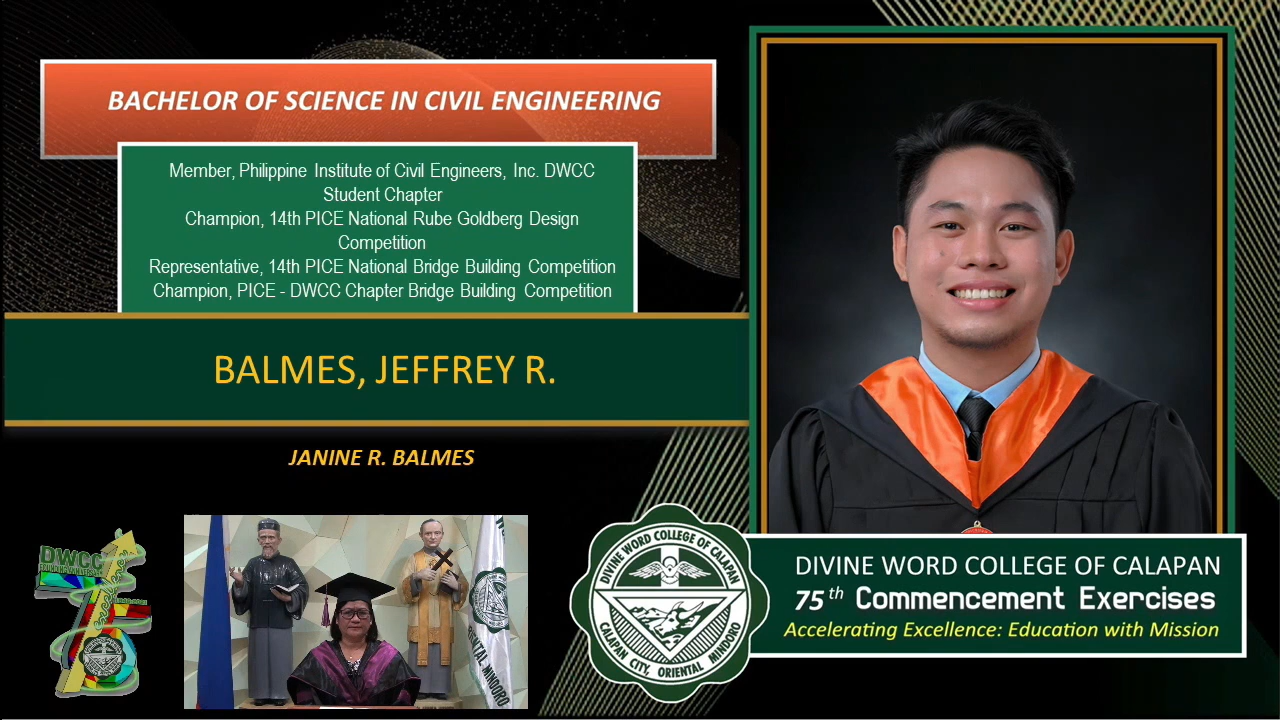 BACHELOR OF SCIENCE IN CIVIL ENGINEERING
Member, Philippine Institute of Civil Engineers, Inc. DWCC
Student Chapter
Champion, 14th PICE National Rube Goldberg Design
Competition
Representative, 14th PICE National Bridge Building Competition
Champion, PICE - DWCC Chapter Bridge Building Competition
BALMES, JEFFREY R.
JANINE R. BALMES
DWCC
ORIENTAL MINDORO
DIVINE WORD COLLEGE OF CALAPAN
CALAPAN CITY, ORIENTAL MINDORO
DIVINE WORD COLLEGE OF CALAPAN
75th Commencement Exercises
Accelerating Excellence: Education with Mission